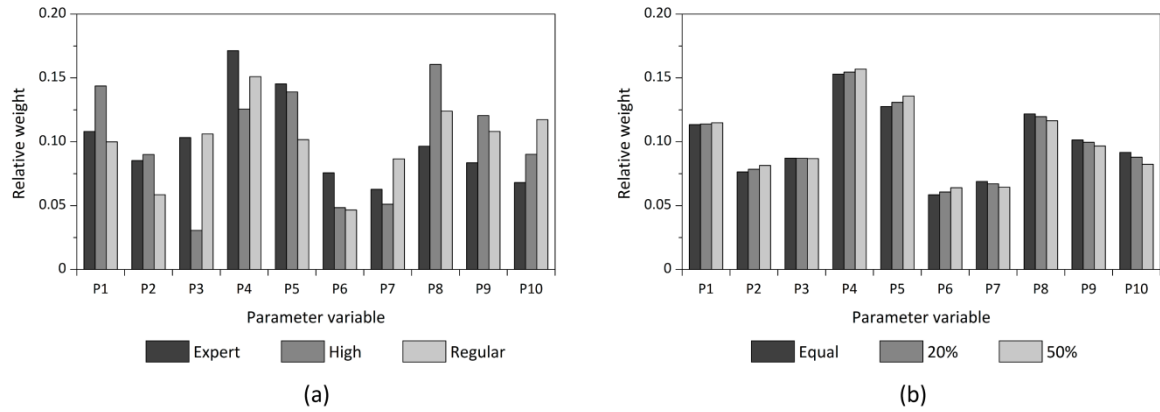 0.20
0.15
0.10
0.05
0
Relative weight
P1 P2 P3 P4 P5 P6 P7 P8 P9 P10
Parameter variable
Expert High Regular
(a)
0.20
0.15
0.10
0.05
0
Relative weight
P1 P2 P3 P4 P5 P6 P7 P8 P9 P10
Parameter variable
Equal 20% 50%
(b)